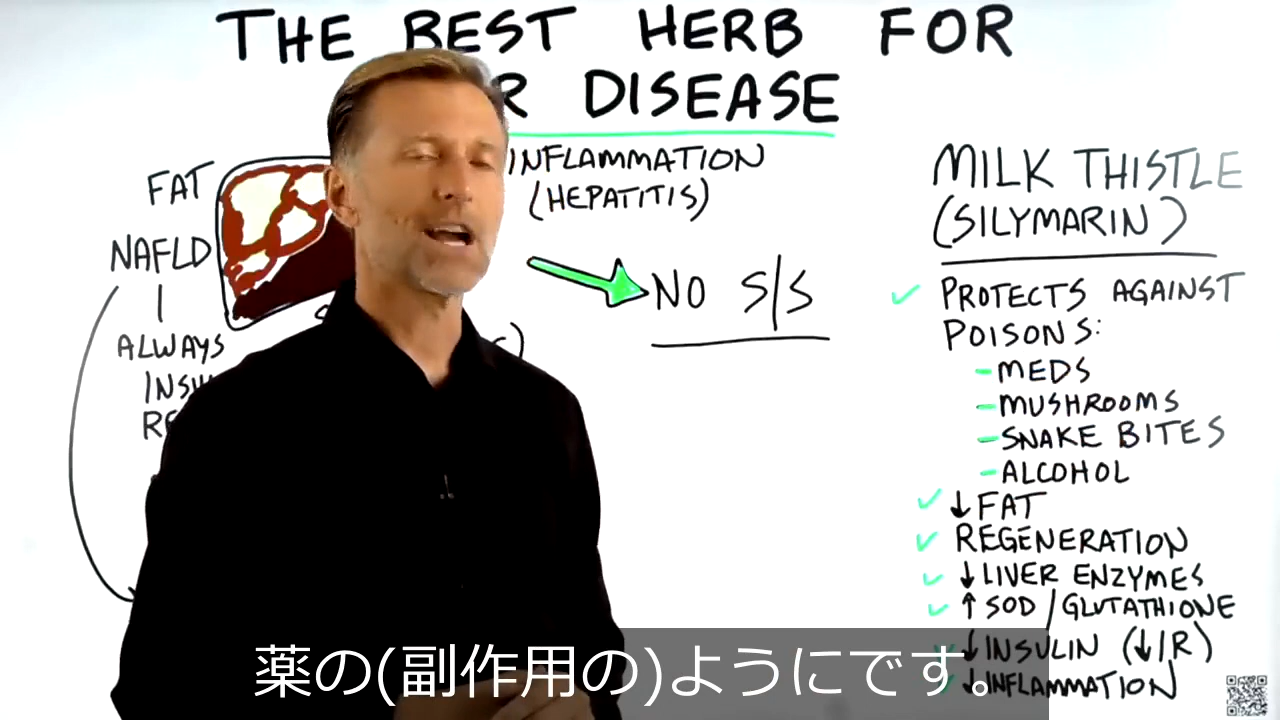 THE BEST HERB FOR
DISEASE
FAT
INFLAMMATION
(HEPATITIS)
NAFLD
ALWAYS
NO S/S
MILK THISTLE
(SILYMARIN)
✓ PROTECTS AGAINST
POISONS:
-MEDS
-MUSHROOMS
-SNAKE BITES
-ALCOHOL
✓ ↓FAT
✓ REGENERATION
✓ ↓LIVER ENZYMES
✓ ↑SOD/GLUTATHIONE
✓ ↓INSULIN (↓IR)
✓ ↓INFLAMMATION
薬の(副作用の)ようにです。